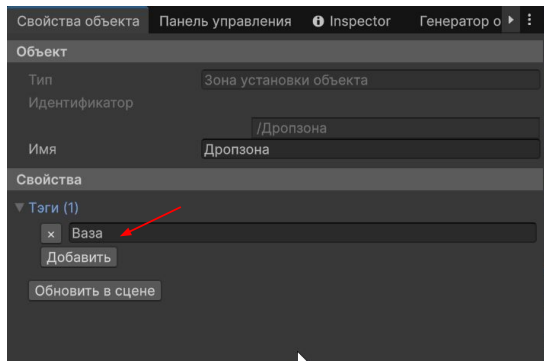 Свойства объекта Панель управления Inspector Генератор о
Объект
Тип Зона установки объекта
Идентификатор
/Дропзона
Имя Дропзона
Свойства
Тэги (1)
× Ваза
Добавить
Обновить в сцене